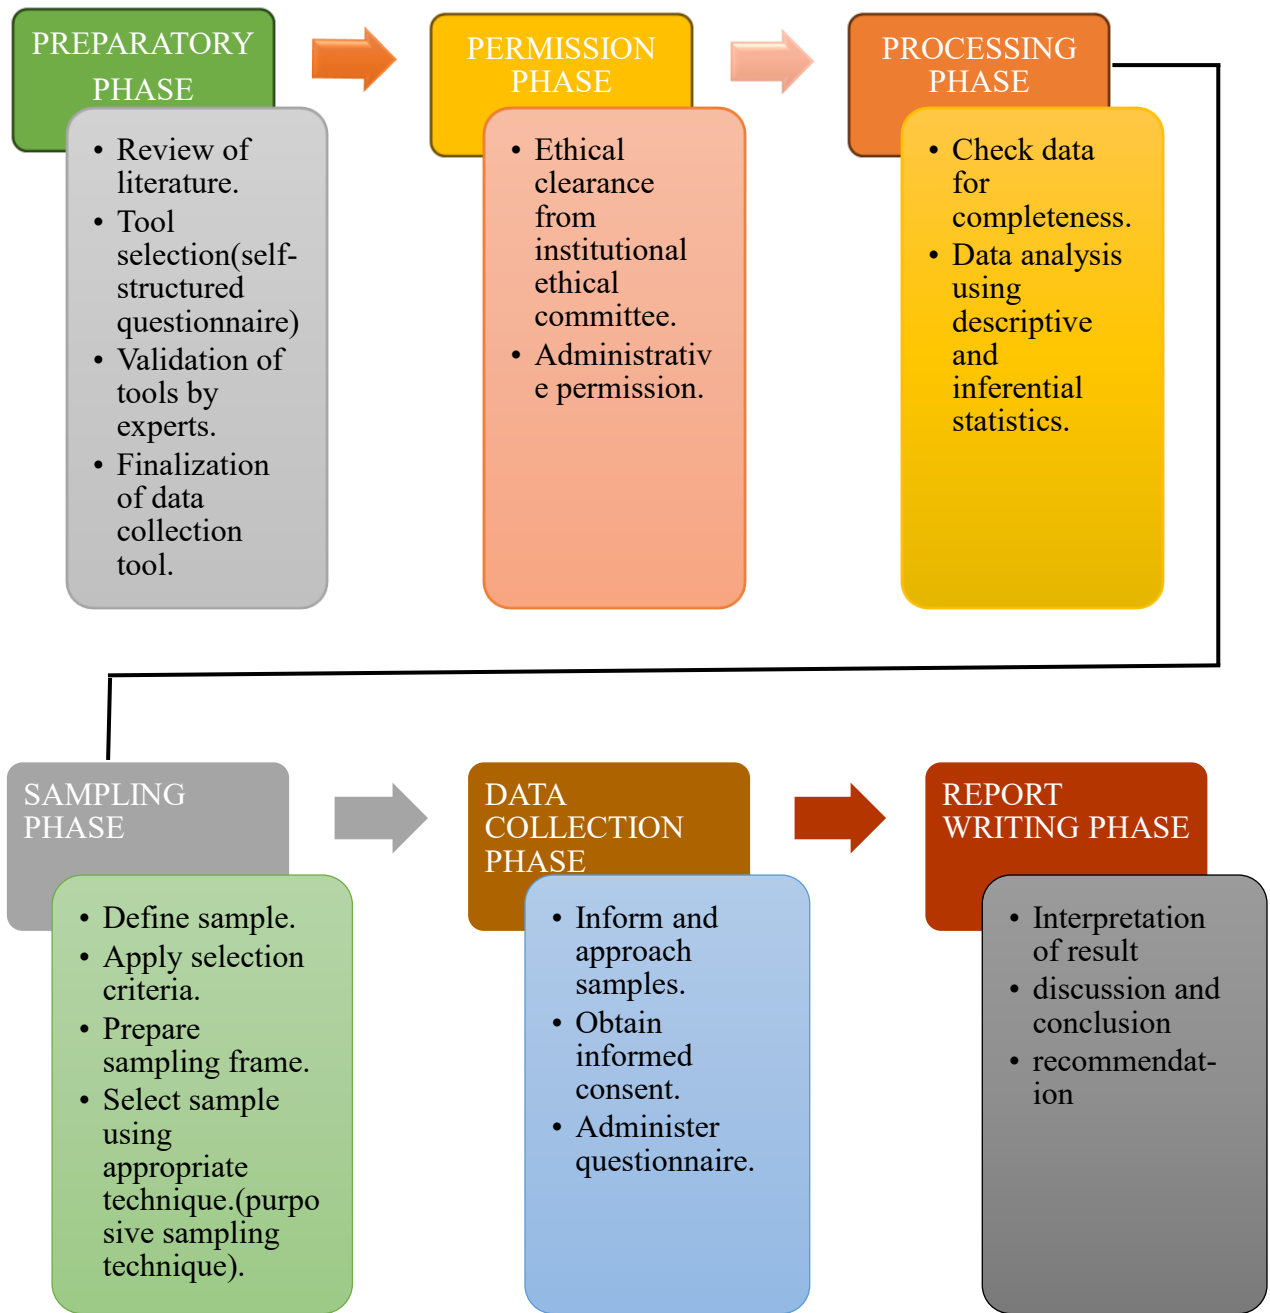 PREPARATORY
PHASE
• Review of
literature.
• Tool
selection(self-
structured
questionnaire)
• Validation of
tools by
experts.
• Finalization
of data
collection
tool.
PERMISSION
PHASE
• Ethical
clearance
from
institutional
ethical
committee.
• Administrativ
e permission.
PROCESSING
PHASE
• Check data
for
completeness.
• Data analysis
using
descriptive
and
inferential
statistics.
SAMPLING
PHASE
• Define sample.
• Apply selection
criteria.
• Prepare
sampling frame.
• Select sample
using
appropriate
technique.(purpo
sive sampling
technique).
DATA
COLLECTION
PHASE
• Inform and
approach
samples.
• Obtain
informed
consent.
• Administer
questionnaire.
REPORT
WRITING PHASE
• Interpretation
of result
• discussion and
conclusion
• recommendat-
ion